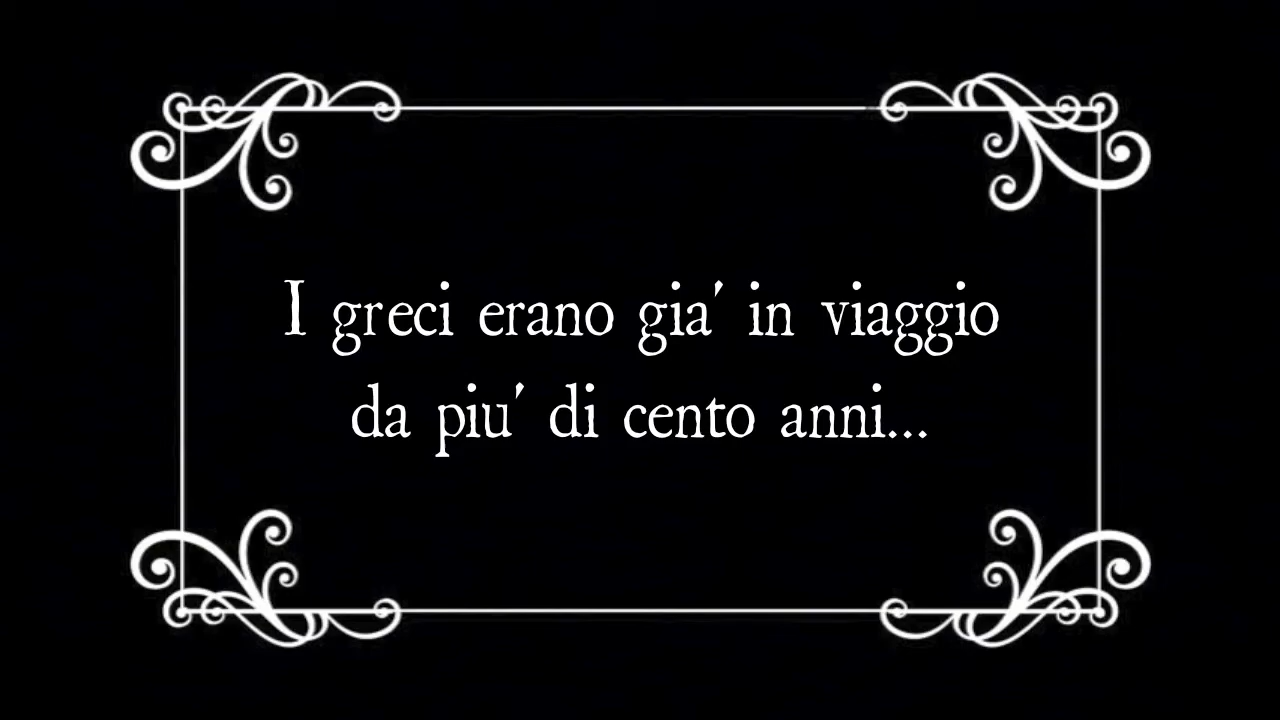 I greci erano gia' in viaggio
da piu' di cento anni...